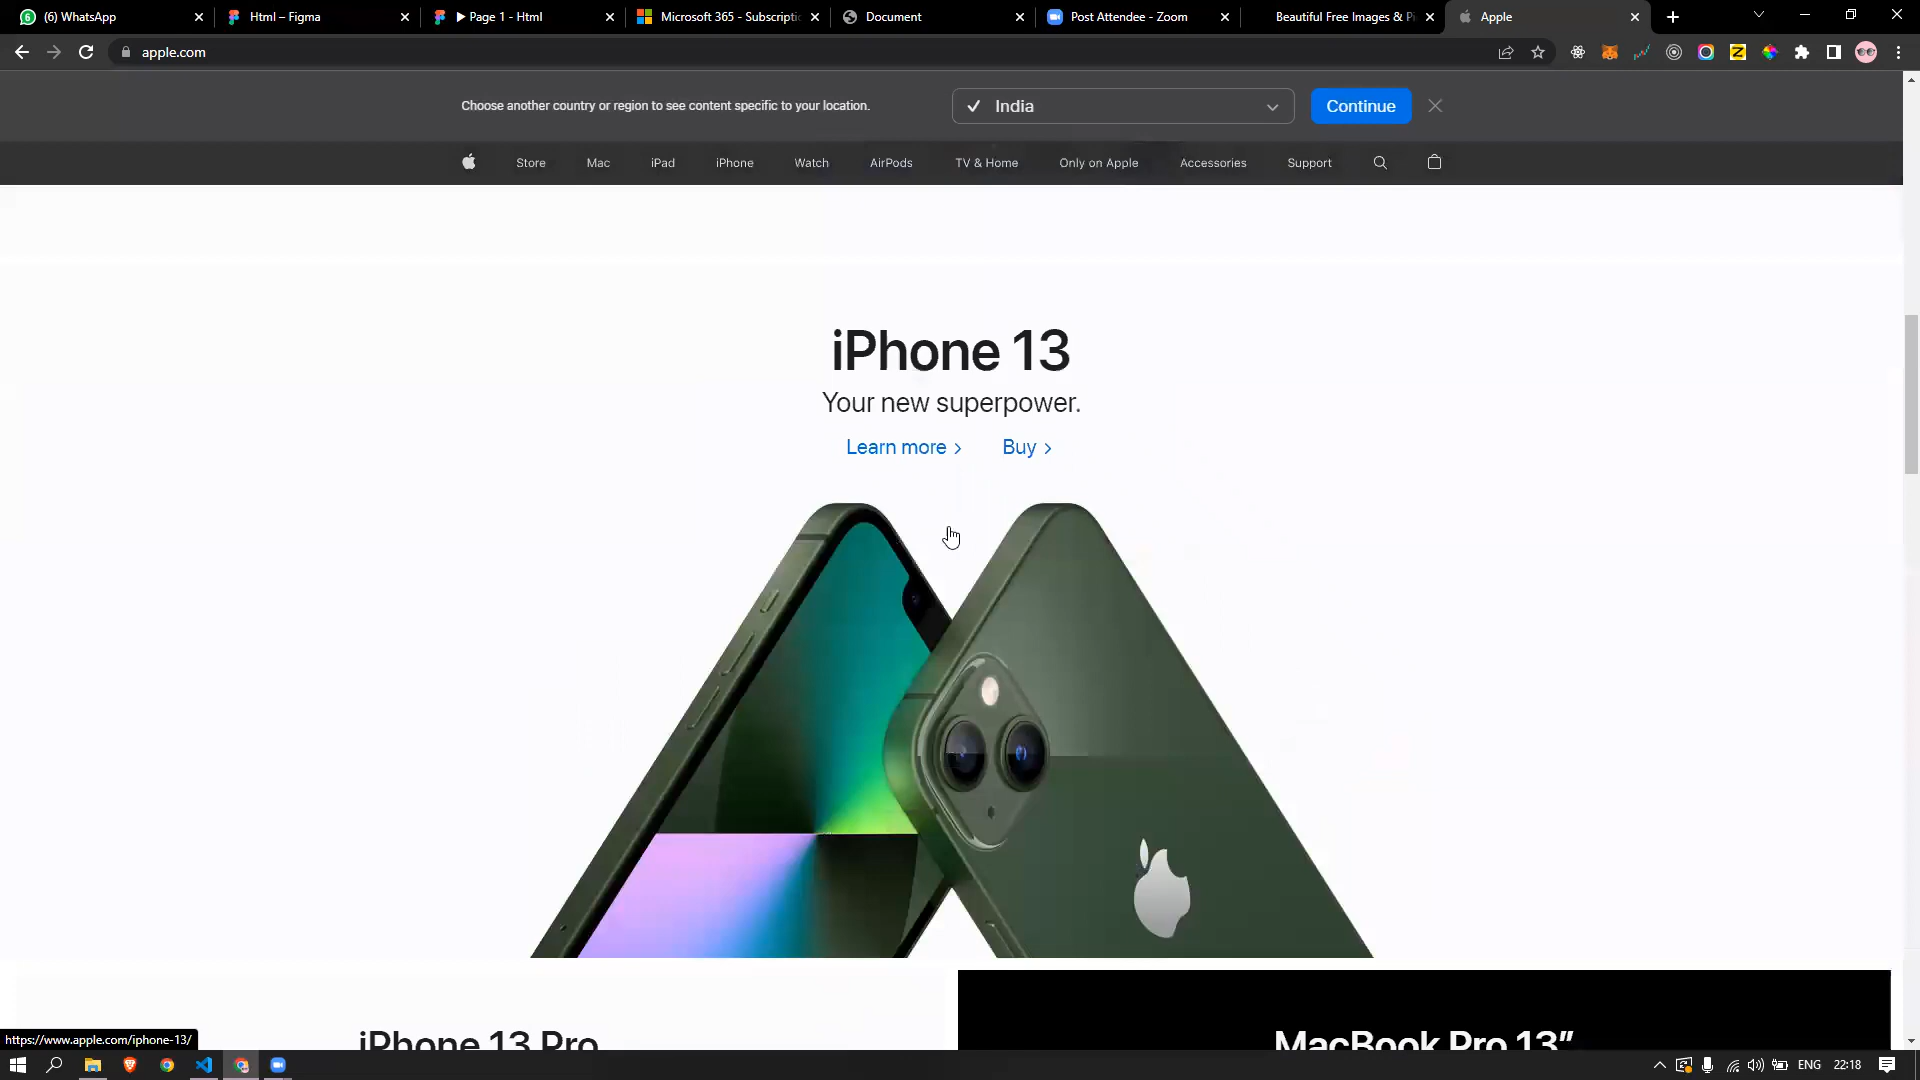 (6) WhatsApp
Html – Figma
Page 1 - Html
Microsoft 365 - Subscriptic
Document
Post Attendee - Zoom
Beautiful Free Images & Pi
Apple
apple.com
Choose another country or region to see content specific to your location.
India
Continue
Store Mac iPad iPhone Watch AirPods TV & Home Only on Apple Accessories Support
iPhone 13
Your new superpower.
Learn more > Buy >
iPhone 13 Pro
MacBook Pro 13”
https://www.apple.com/iphone-13/
ENG
22:18